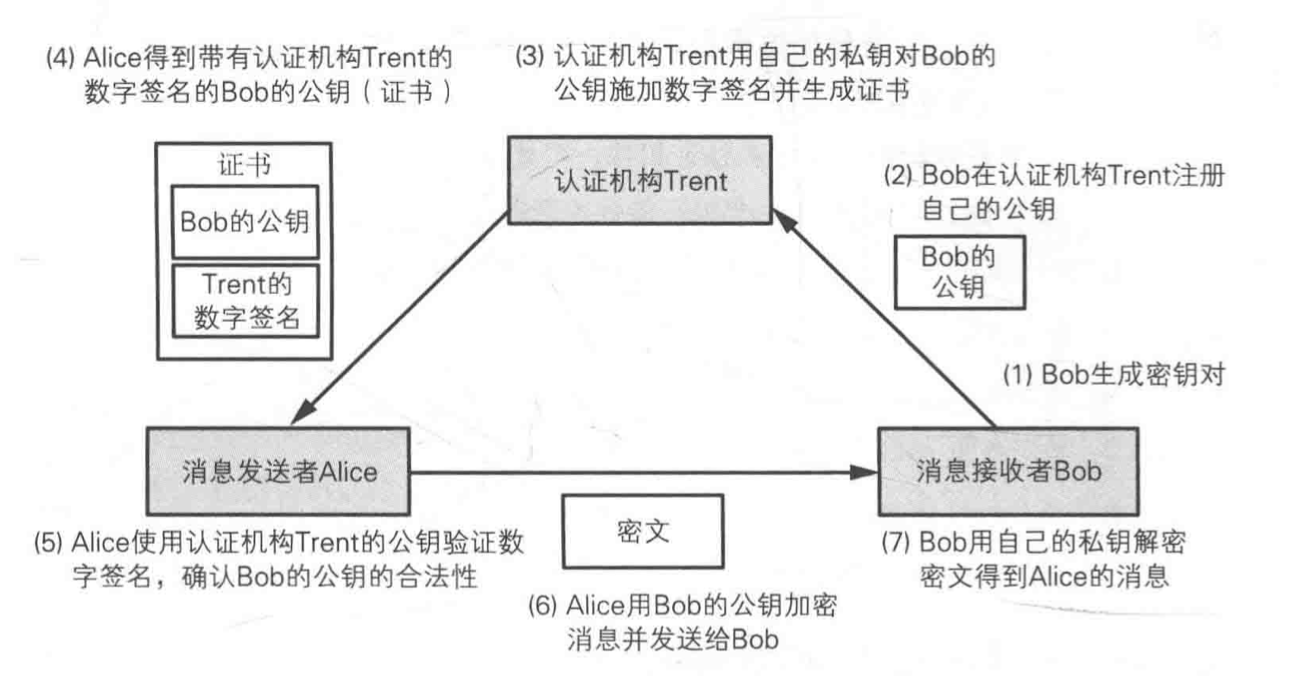 (4) Alice得到带有认证机构Trent的
数字签名的Bob的公钥（证书）
(3) 认证机构Trent用自己的私钥对Bob的
公钥施加数字签名并生成证书
证书
Bob的公钥
Trent的
数字签名
认证机构Trent
(2) Bob在认证机构Trent注册
自己的公钥
Bob的
公钥
(1) Bob生成密钥对
消息发送者Alice
消息接收者Bob
(5) Alice使用认证机构Trent的公钥验证数
字签名，确认Bob的公钥的合法性
密文
(6) Alice用Bob的公钥加密
消息并发送给Bob
(7) Bob用自己的私钥解密
密文得到Alice的消息